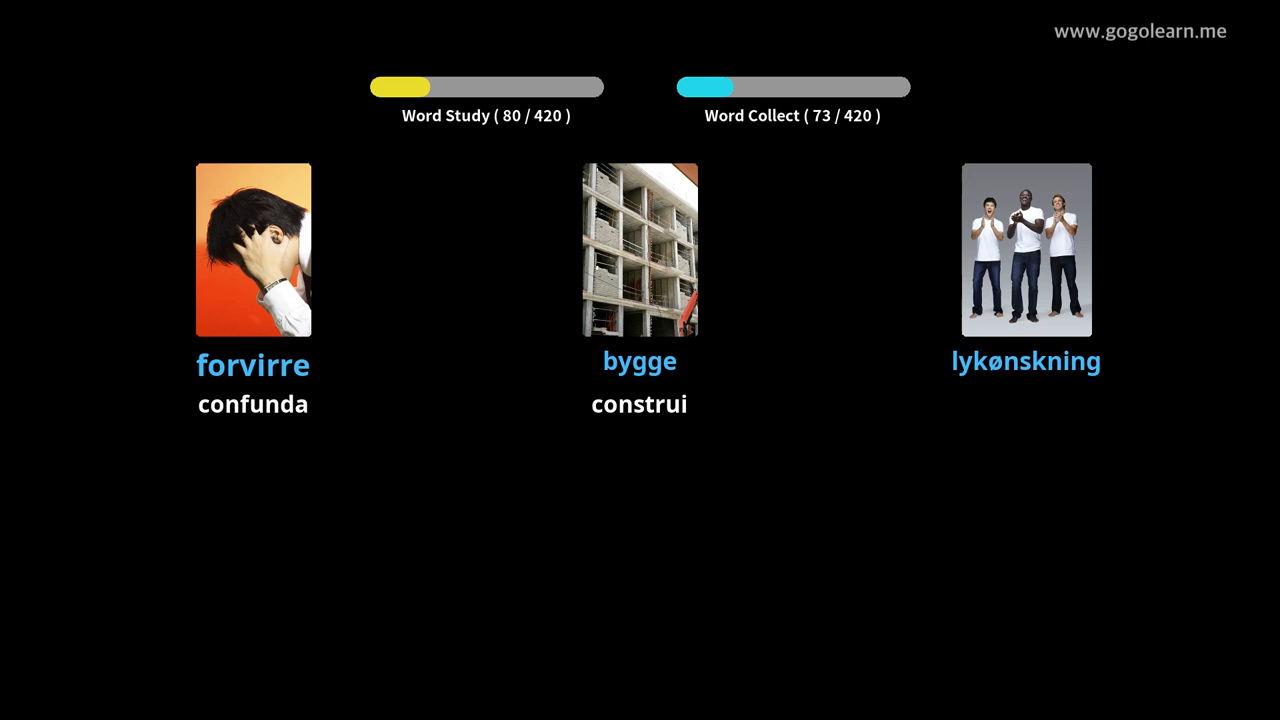 www.gogolearn.me
Word Study ( 80 / 420 )
Word Collect ( 73 / 420 )
forvirre
bygge
lykønskning
confunda
construi